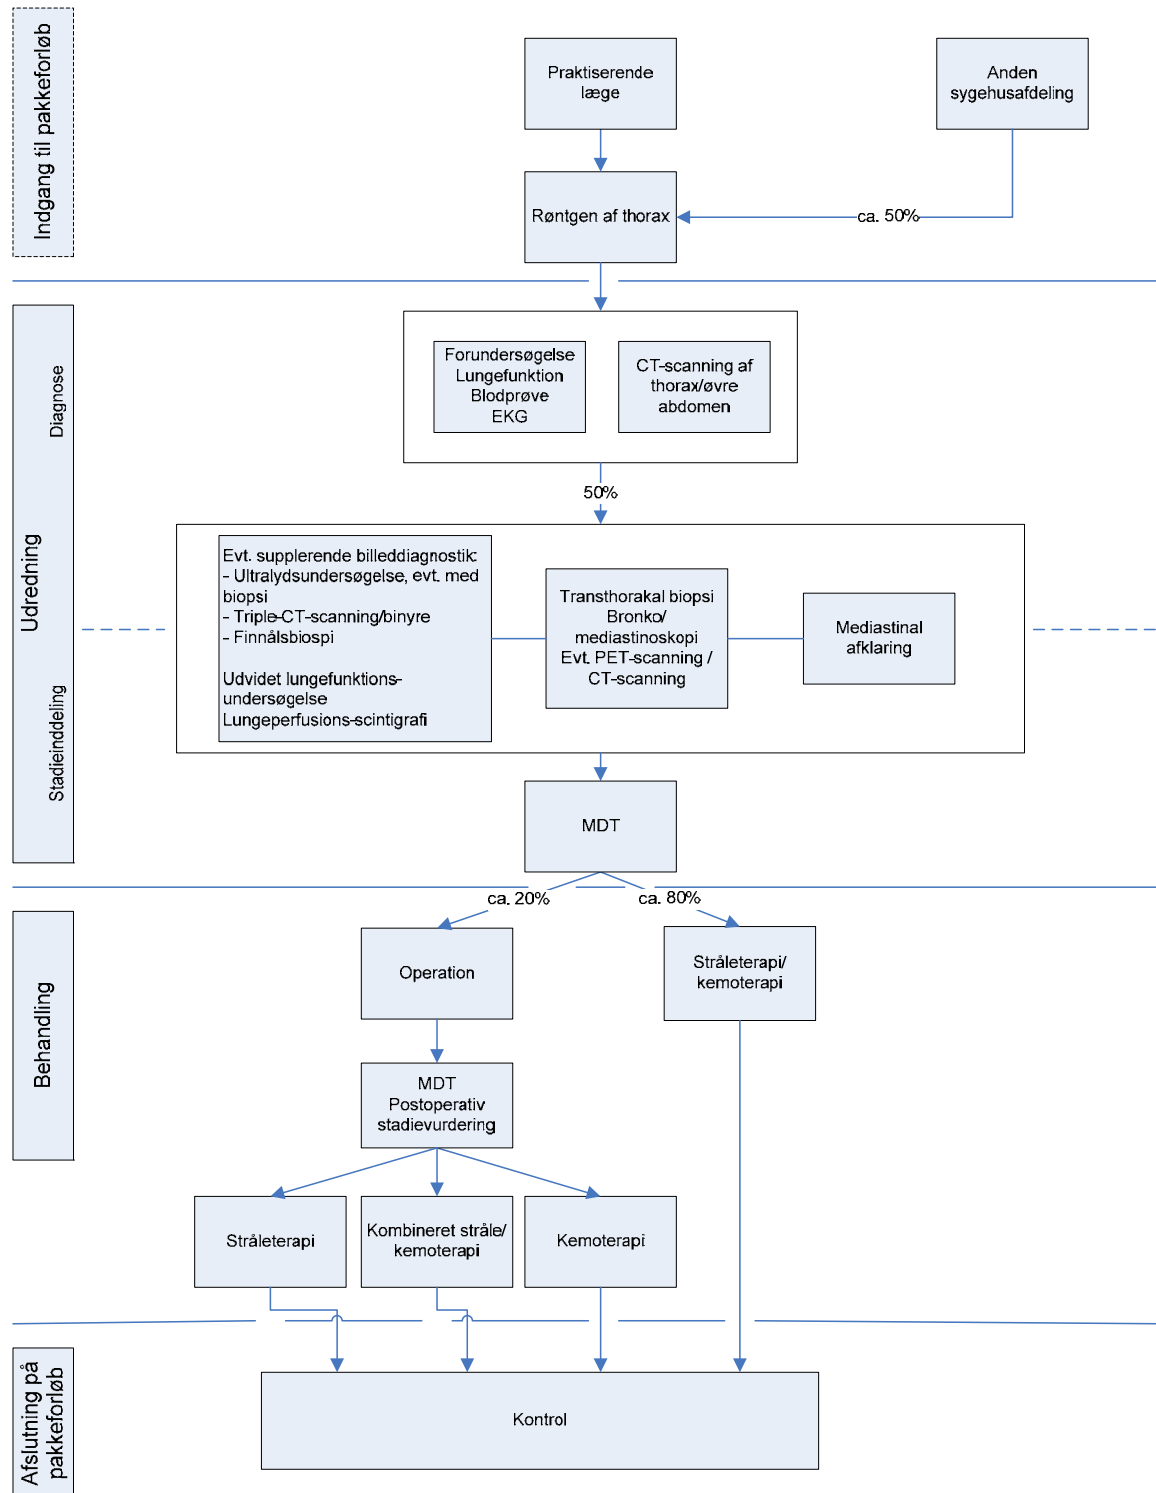 Indgang til pakkeforløb
Praktiserende
læge
Anden
sygehusafdeling
Røntgen af thorax
ca. 50%
Udredning
Diagnose
Forundersøgelse
Lungefunktion
Blodprøve
EKG
CT-scanning af
thorax/øvre
abdomen
50%
Stadieinddeling
Evt. supplerende billeddiagnostik:
- Ultralydsundersøgelse, evt. med
biopsi
- Triple-CT-scanning/binyre
- Finnålsbiospi
Udvidet lungefunktions-
undersøgelse
Lungeperfusions-scintigrafi
Transthorakal biopsi
Bronko/
mediastinoskopi
Evt. PET-scanning /
CT-scanning
Mediastinal
afklaring
MDT
ca. 20%
ca. 80%
Behandling
Operation
Stråleterapi/
kemoterapi
MDT
Postoperativ
stadievurdering
Stråleterapi
Kombineret stråle/
kemoterapi
Kemoterapi
Afslutning på
pakkeforløb
Kontrol